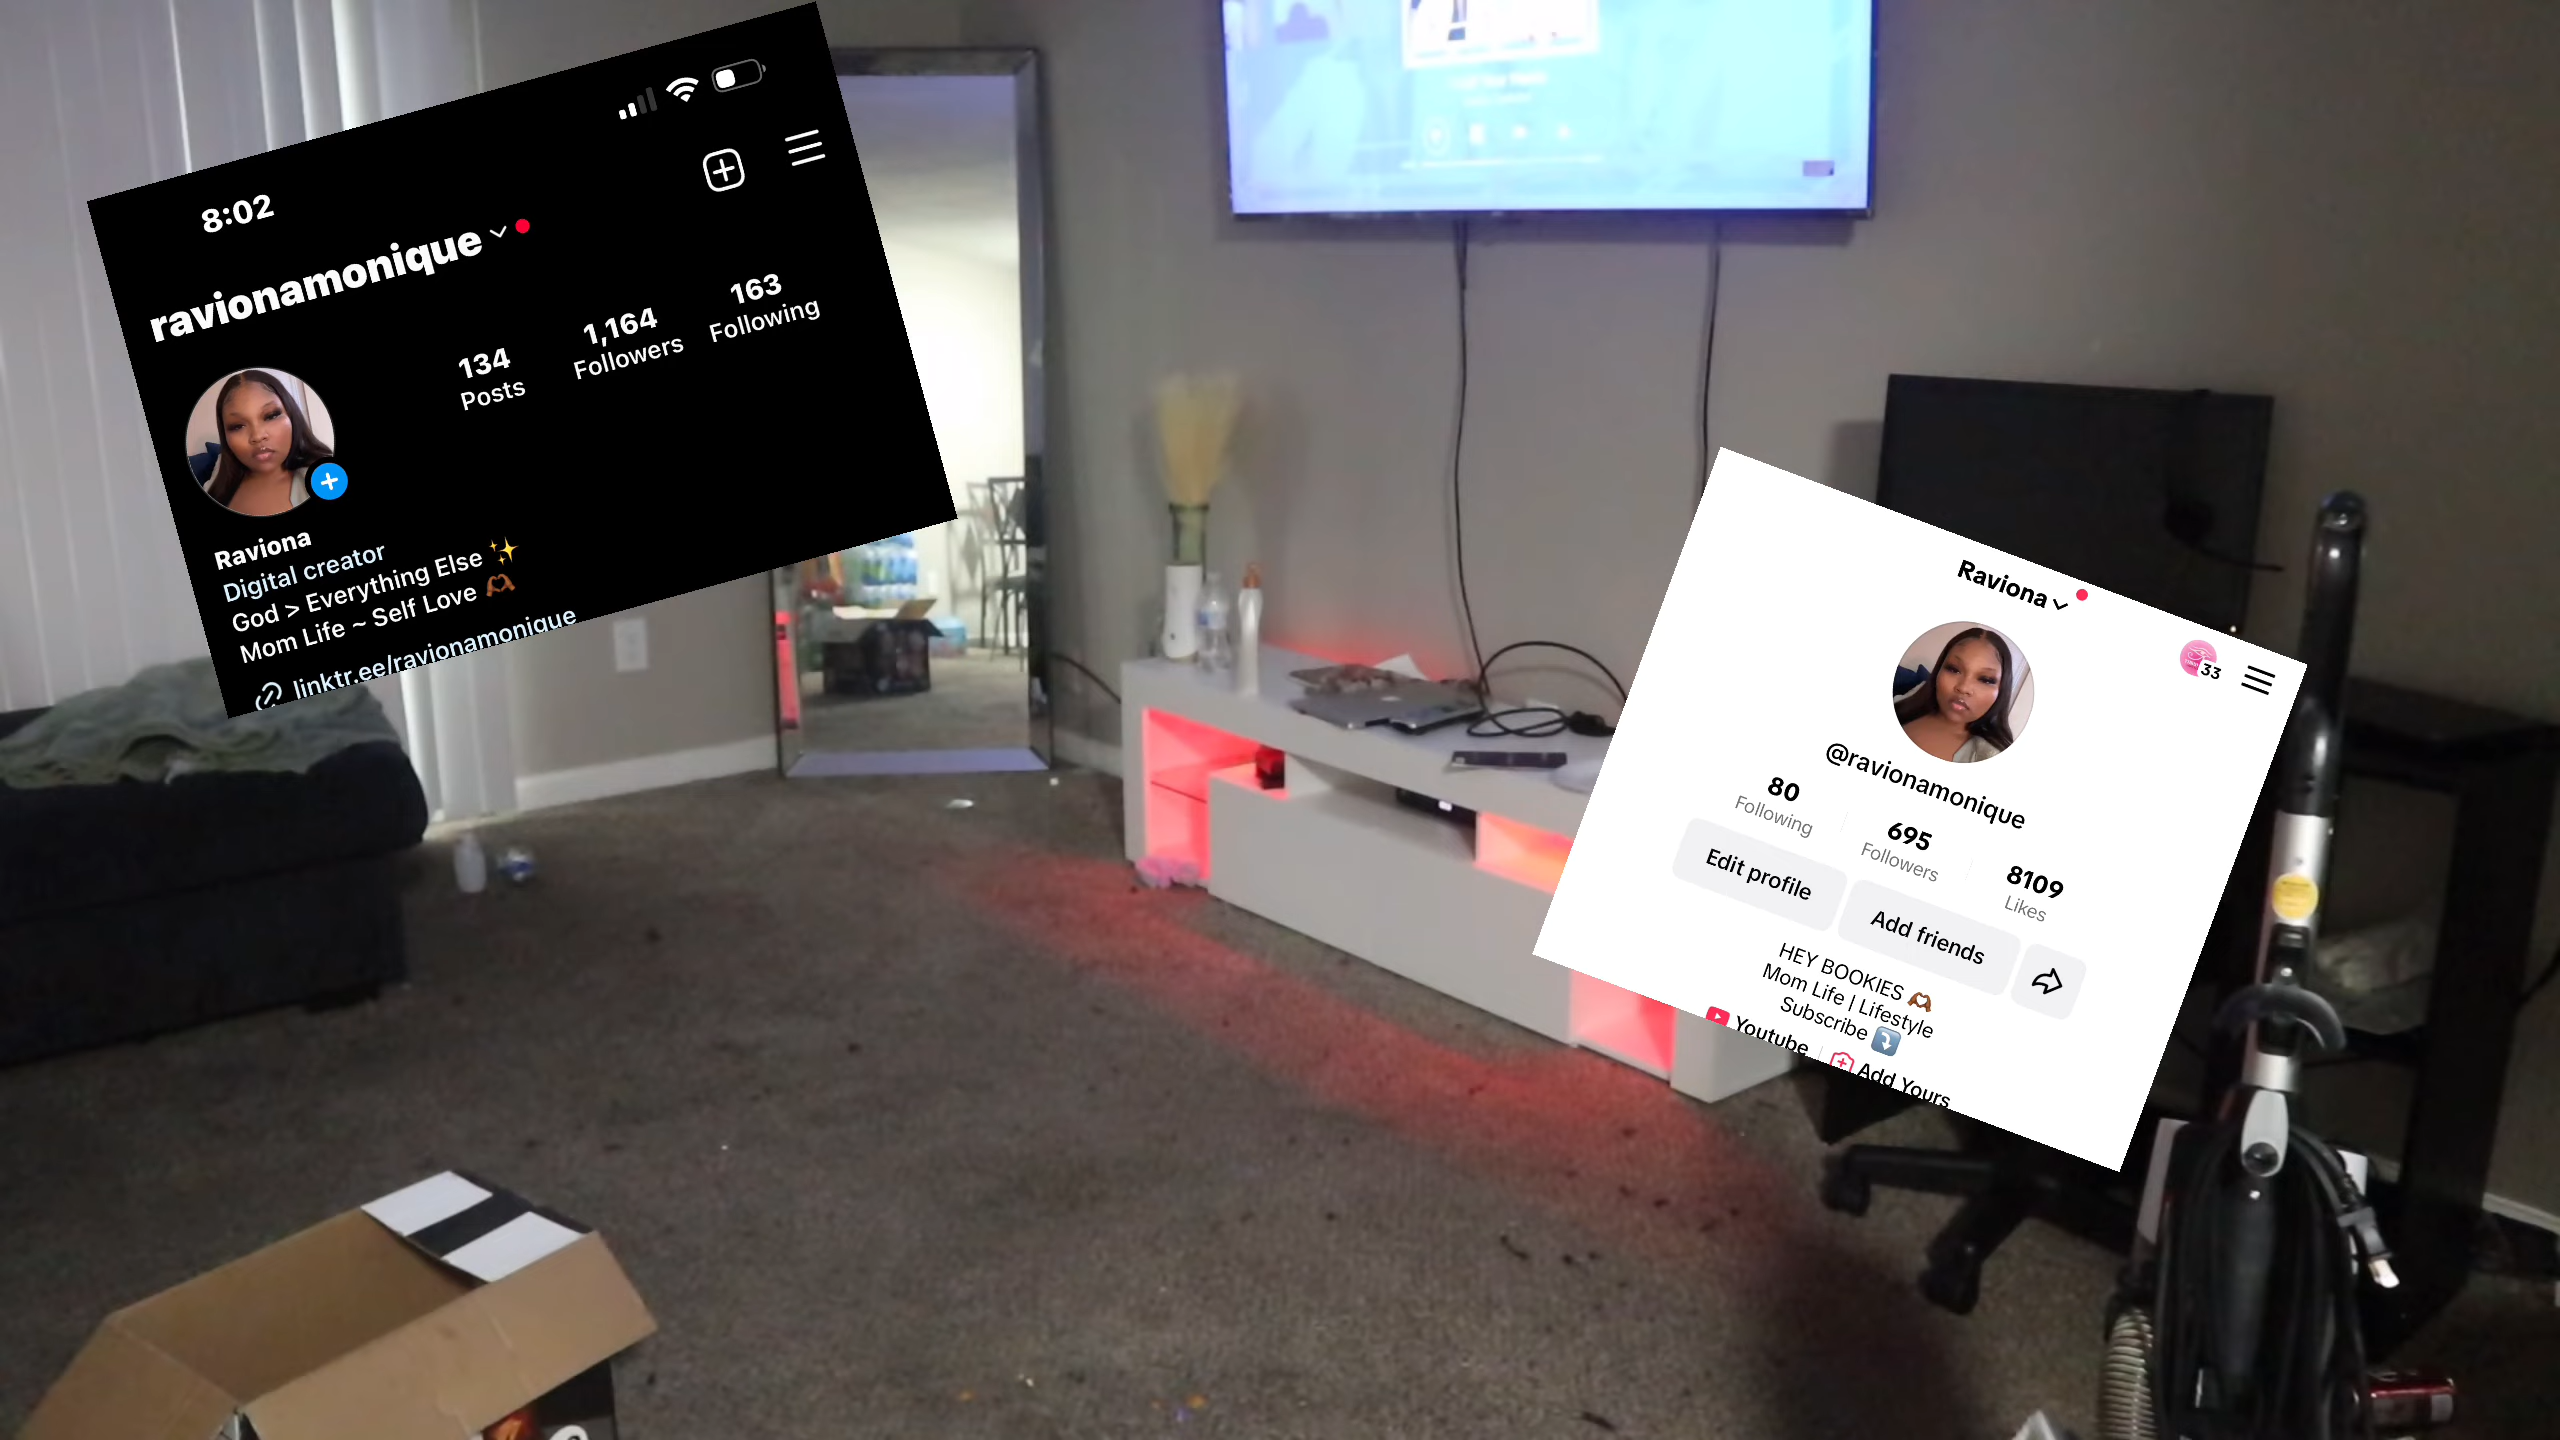 8:02
ravionamonique
134
Posts
1,164
Followers
163
Following
Raviona
Digital creator
God > Everything Else ✨
Mom Life ~ Self Love 🫶🏾
linktr.ee/ravionamonique
Raviona
33
@ravionamonique
80
Following
695
Followers
8109
Likes
Edit profile
Add friends
HEY BOOKIES 🫶🏾
Mom Life | Lifestyle
Subscribe ⤵️
Youtube
Add Yours